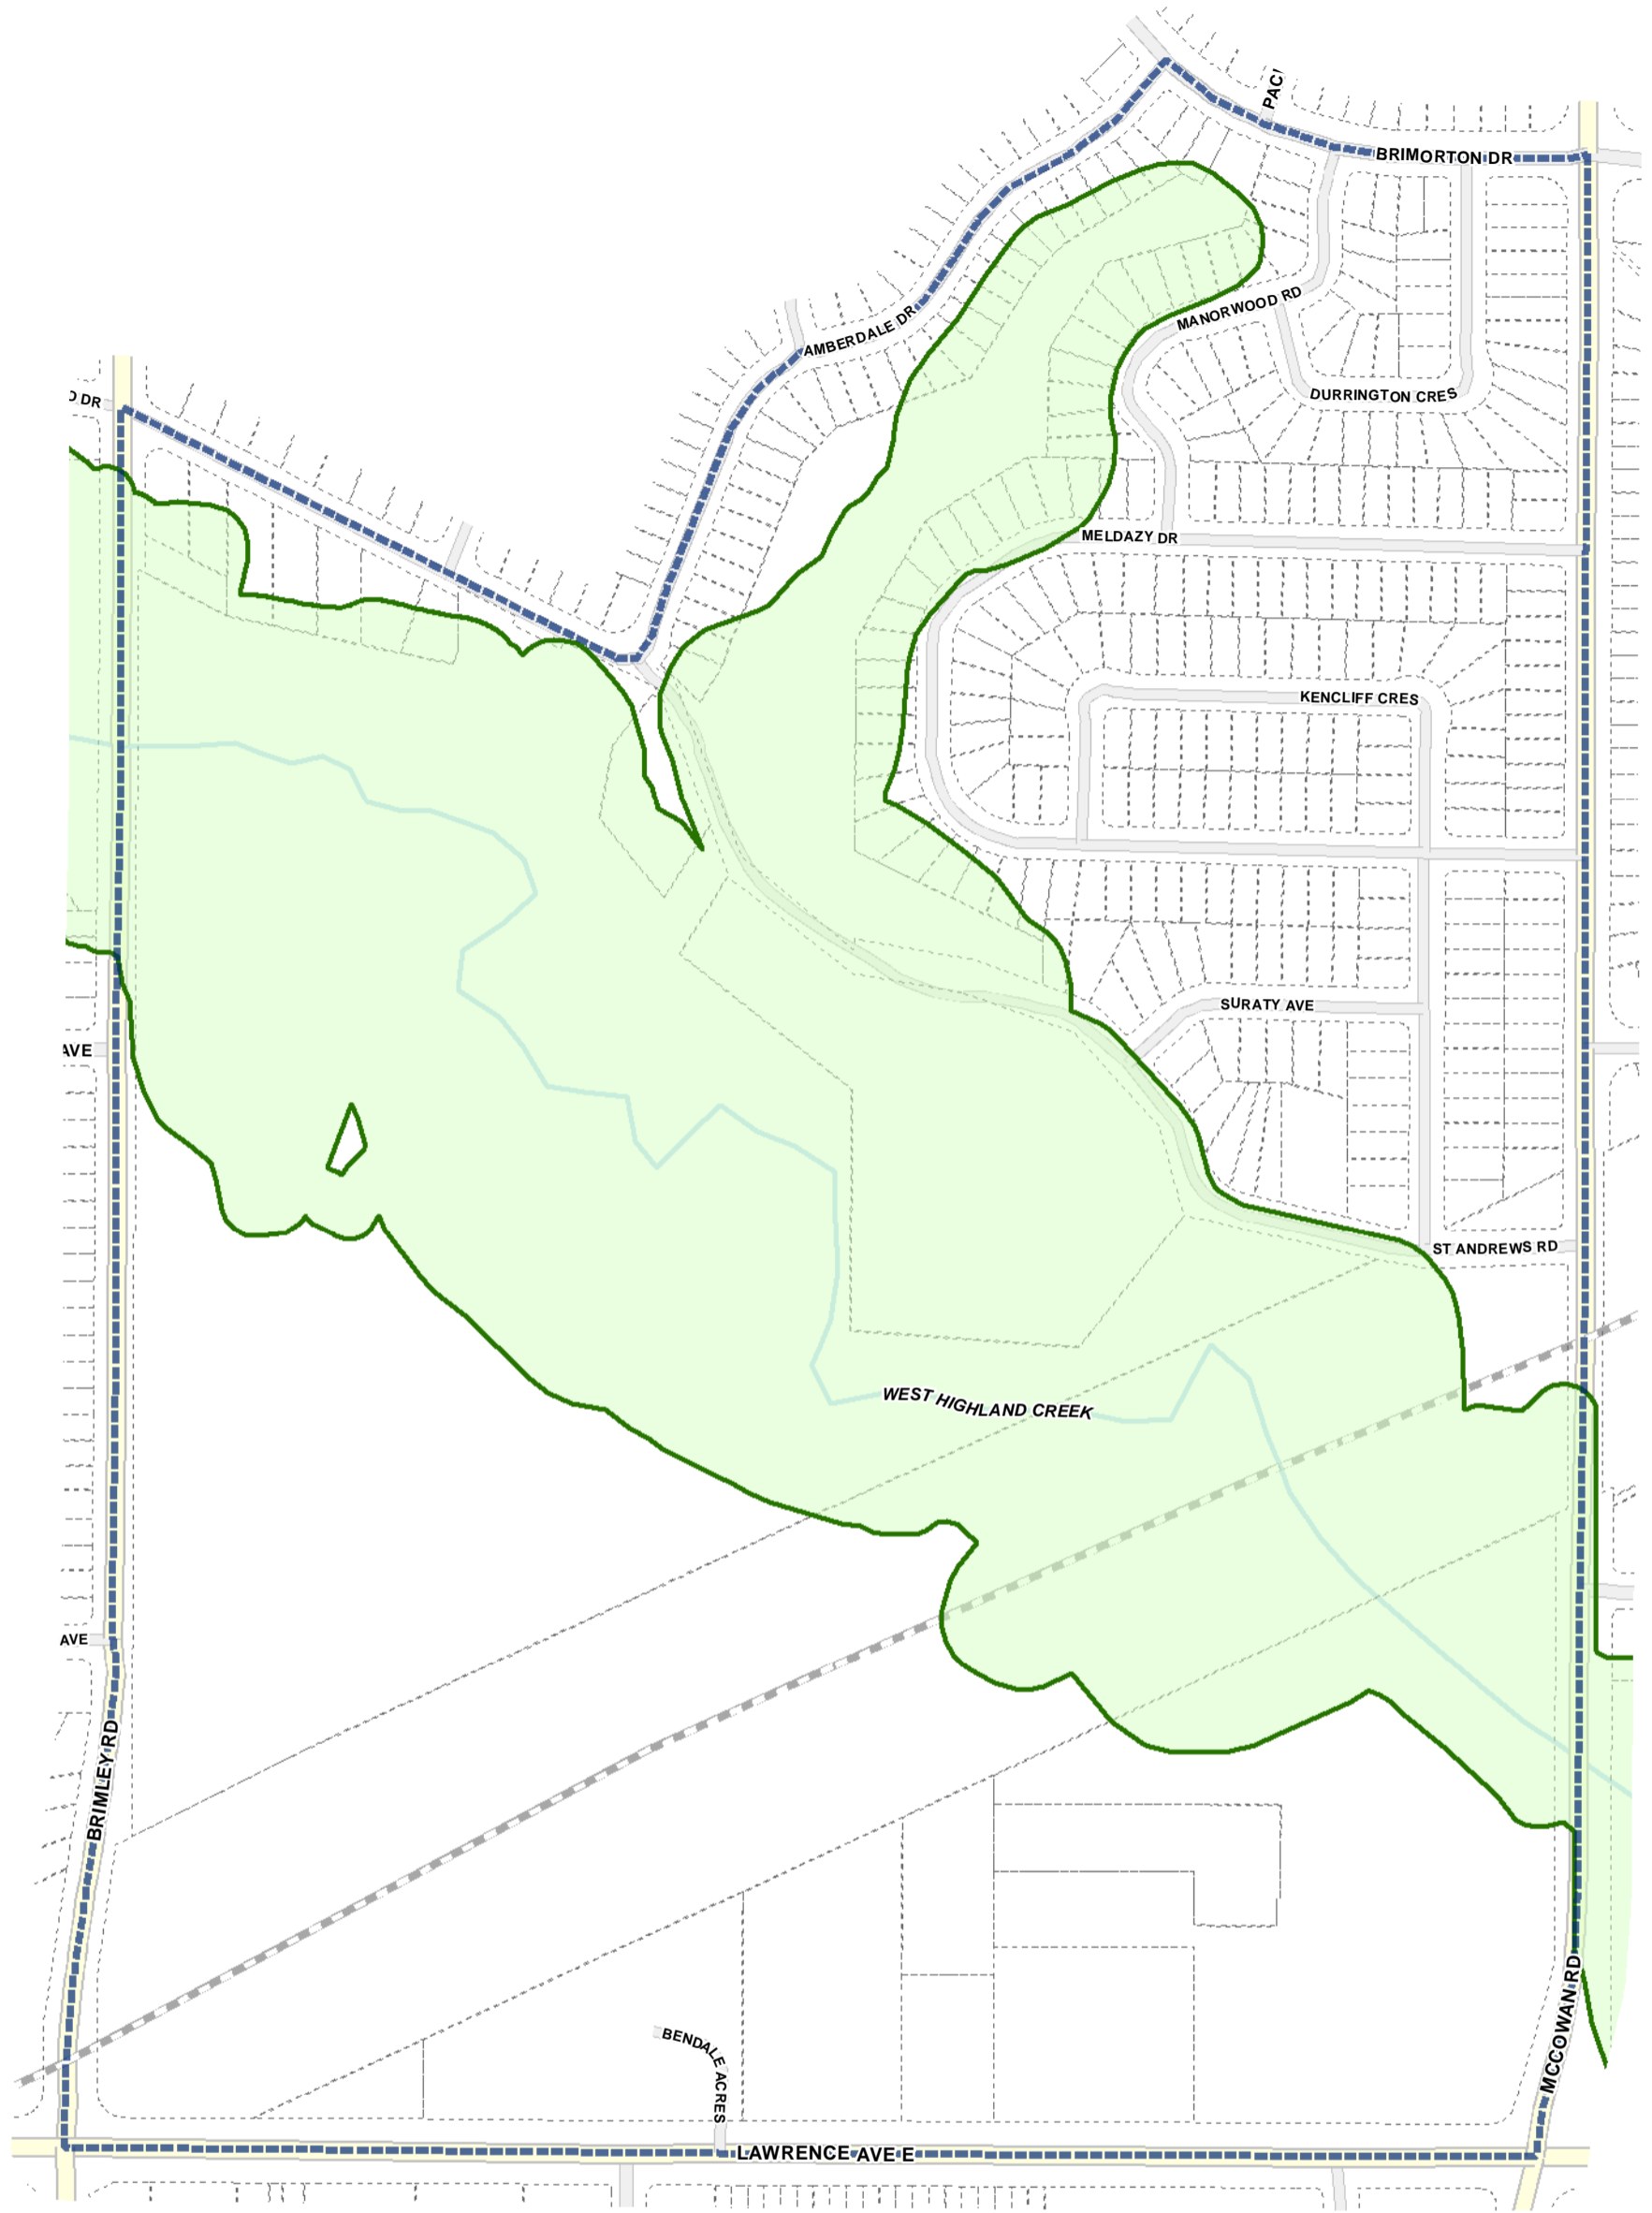 PAC
BRIMORTON DR
MANORWOOD RD
AMBERDALE DR
DURRINGTON CRES
D DR
MELDAZY DR
KENCLIFF CRES
SURATY AVE
AVE
ST ANDREWS RD
WEST HIGHLAND CREEK
AVE
BRIMLEY RD
MCCOWAN RD
BENDALE ACRES
LAWRENCE AVE E